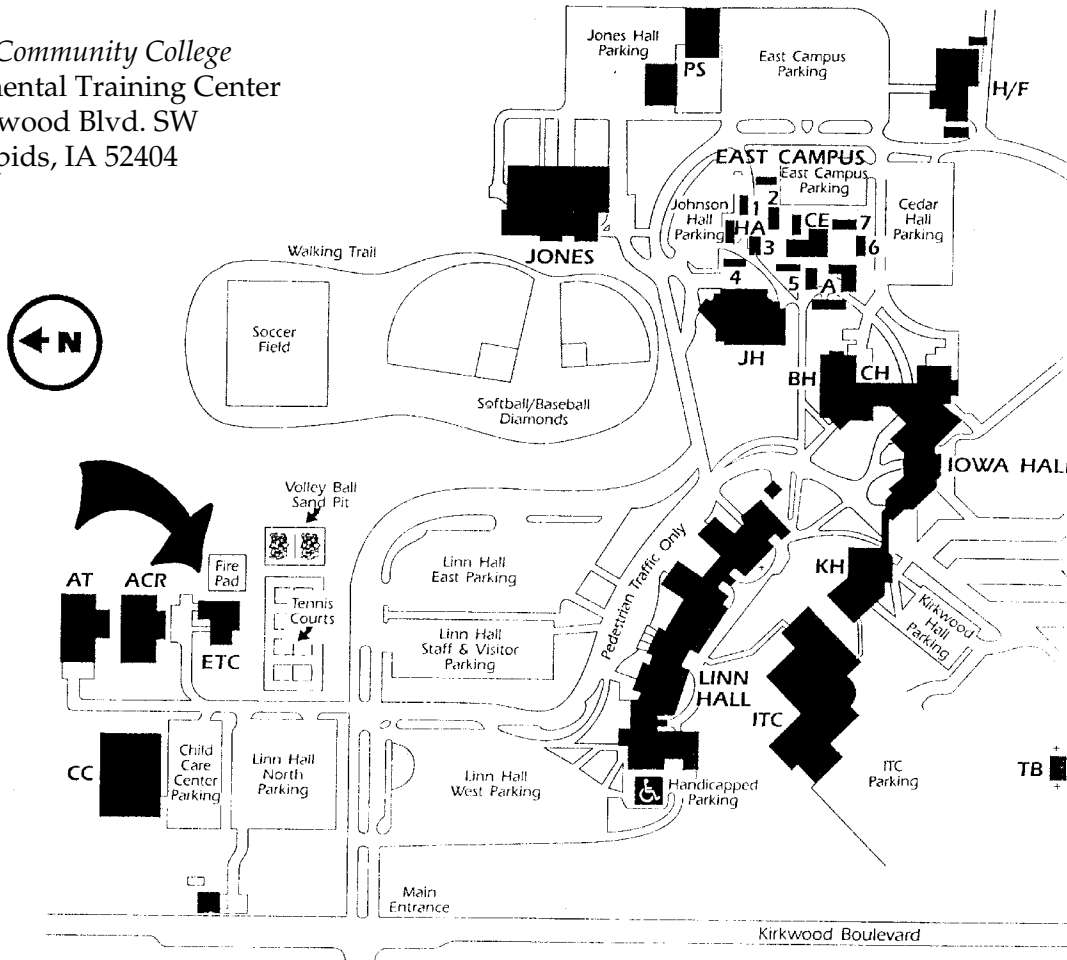 Community College
mental Training Center
wood Blvd. SW
pids, IA 52404
Jones Hall
Parking
PS
East Campus
Parking
H/F
EAST CAMPUS
East Campus
Parking
Johnson
Hall
Parking
1
2
HA
3
4
CE
7
6
5
A
Cedar
Hall
Parking
JONES
Walking Trail
N
Soccer
Field
Softball/Baseball
Diamonds
JH
BH
CH
IOWA HALL
Volley Ball
Sand Pit
Fire
Pad
AT
ACR
ETC
Tennis
Courts
Linn Hall
East Parking
Linn Hall
Staff & Visitor
Parking
Pedestrian Traffic Only
KH
Kirkwood
Hall
Parking
LINN
HALL
ITC
CC
Child
Care
Center
Parking
Linn Hall
North
Parking
Linn Hall
West Parking
Handicapped
Parking
ITC
Parking
TB
Main
Entrance
Kirkwood Boulevard